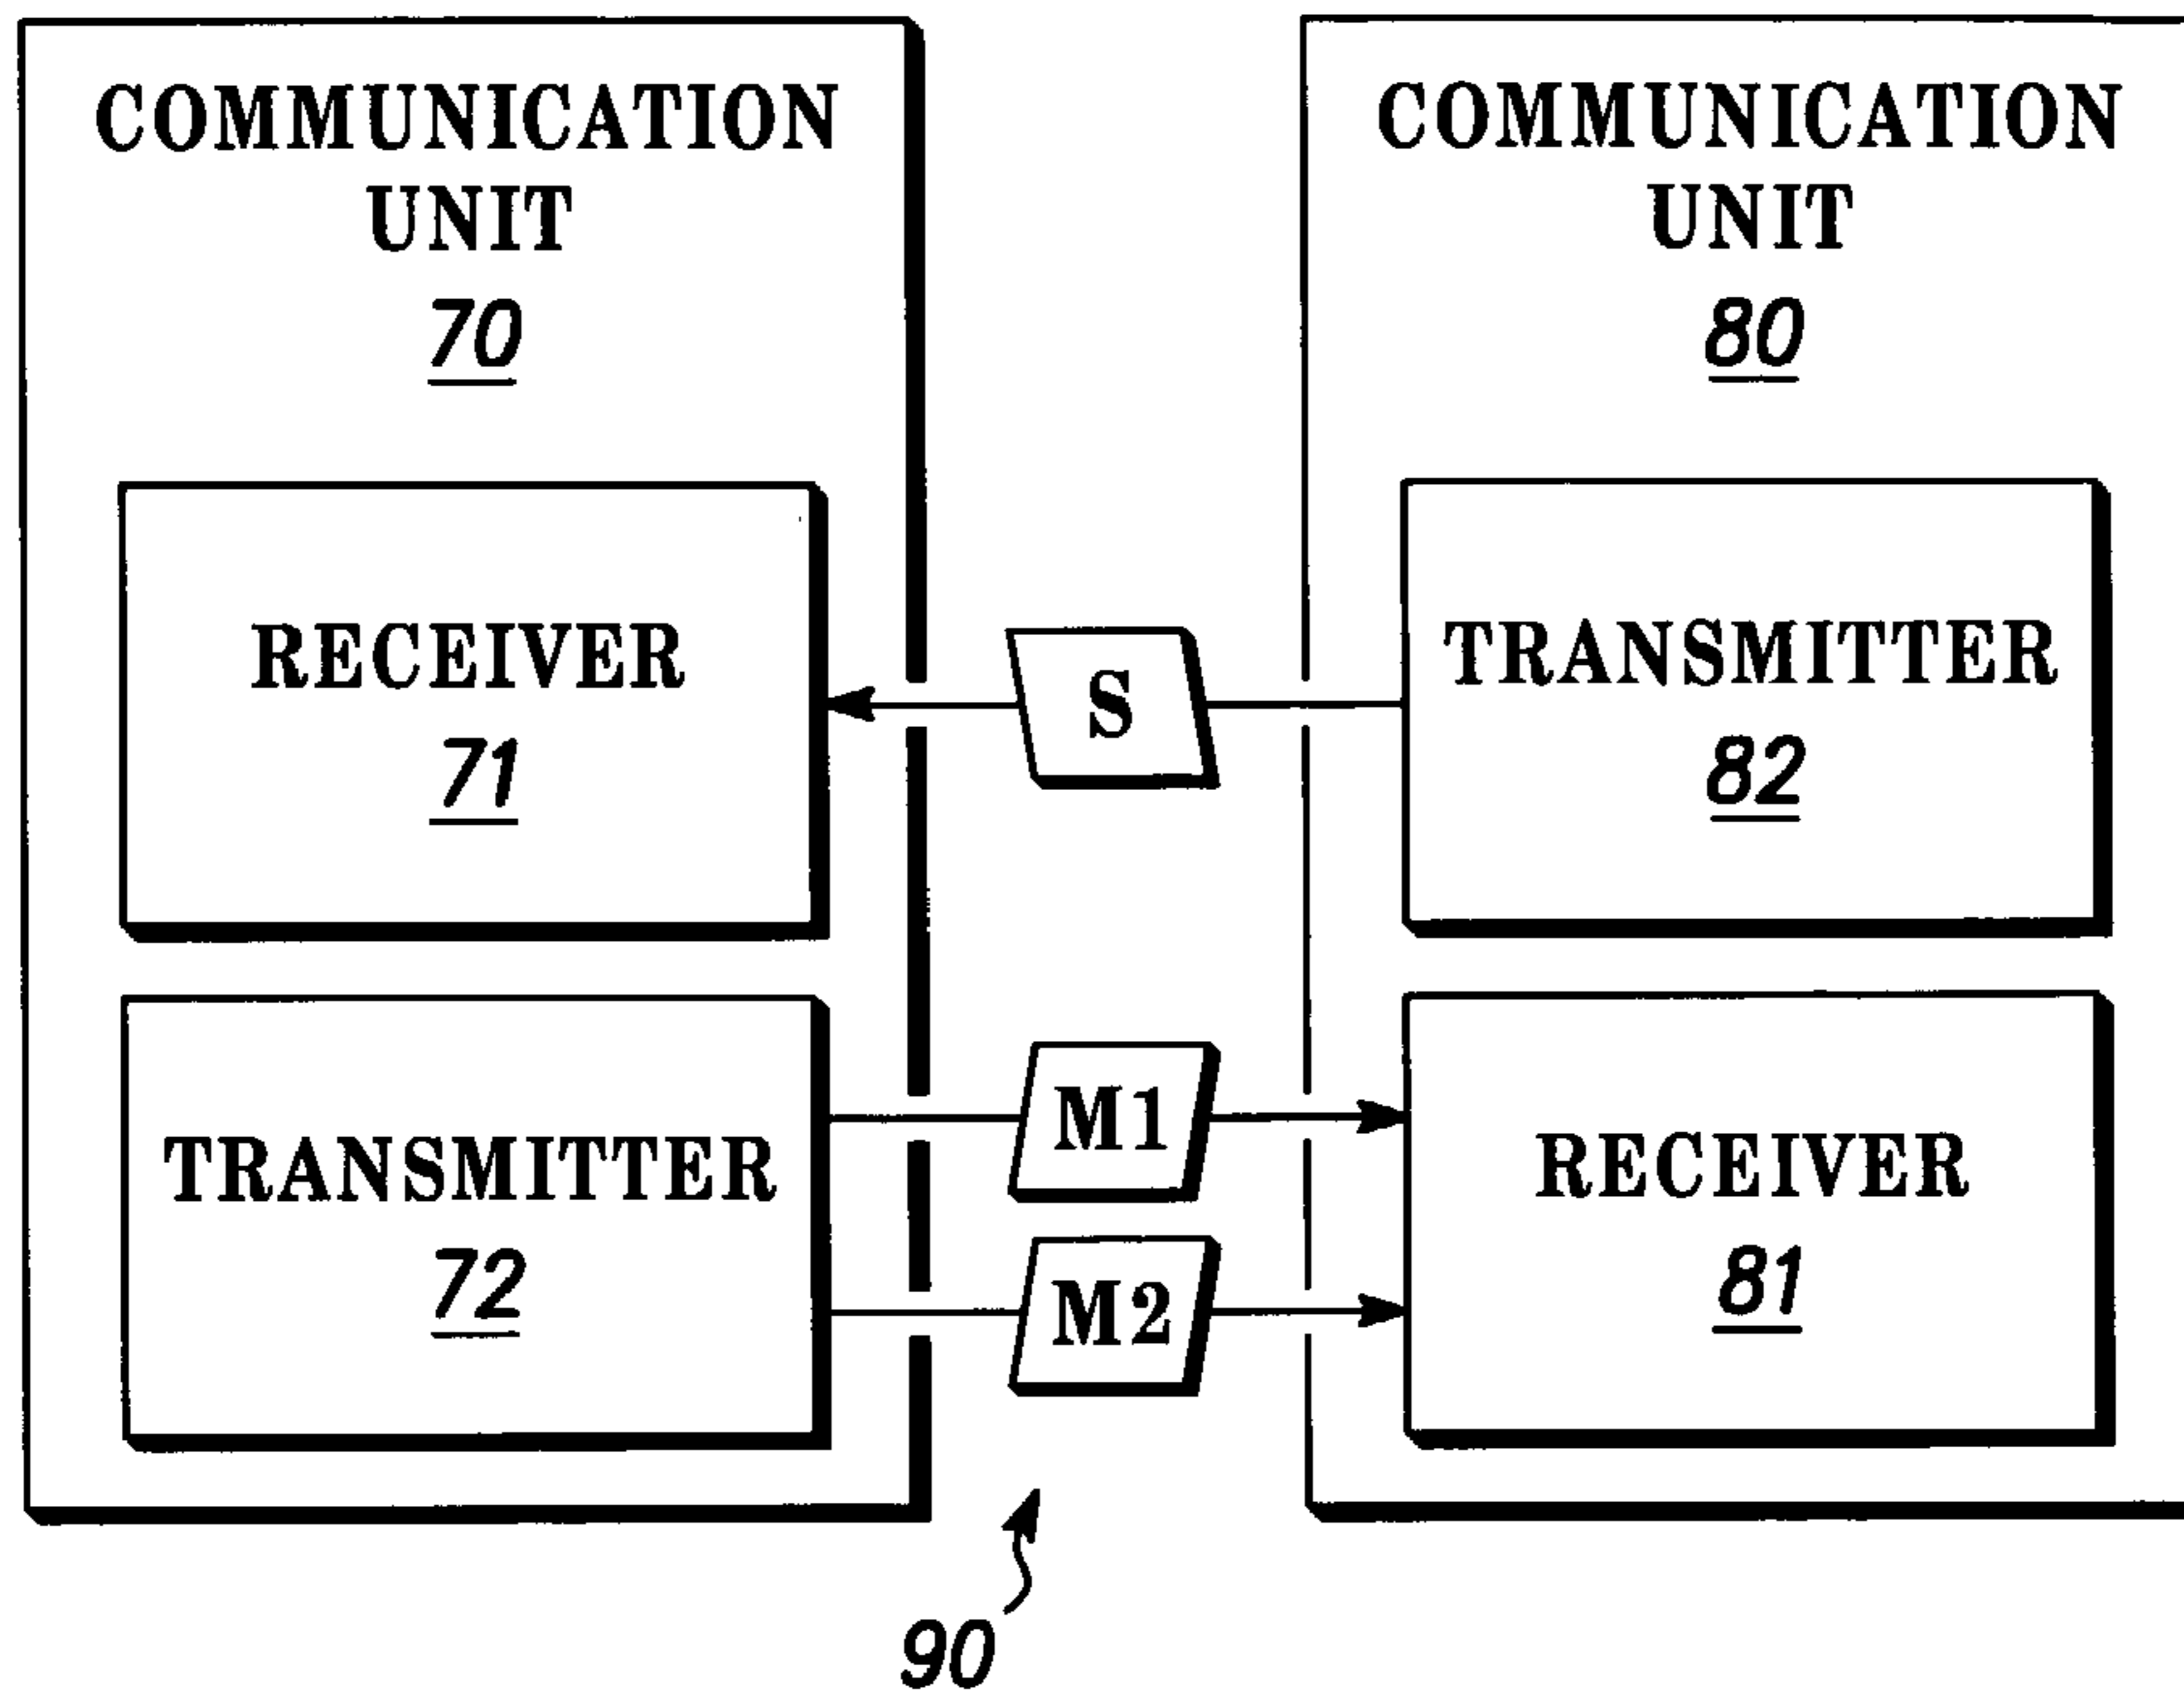 COMMUNICATION
UNIT
70
RECEIVER
71
TRANSMITTER
72
S
M1
M2
90
COMMUNICATION
UNIT
80
TRANSMITTER
82
RECEIVER
81